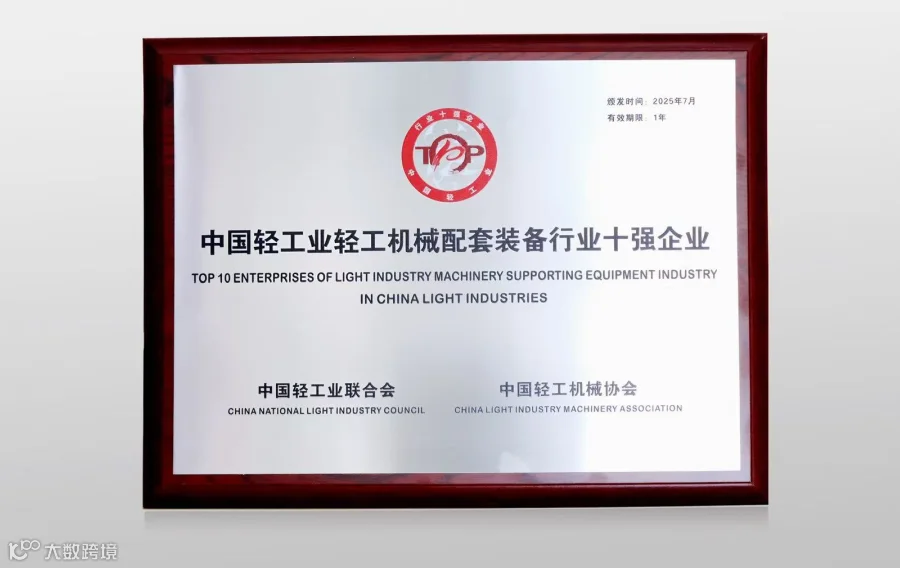 颁发时间：2025年7月
有效期限：1年
行业十强企业
TOP
中国轻工业
中国轻工业轻工机械配套装备行业十强企业
TOP 10 ENTERPRISES OF LIGHT INDUSTRY MACHINERY SUPPORTING EQUIPMENT INDUSTRY
IN CHINA LIGHT INDUSTRIES
中国轻工业联合会
中国轻工机械协会
CHINA NATIONAL LIGHT INDUSTRY COUNCIL
CHINA LIGHT INDUSTRY MACHINERY ASSOCIATION
大数跨境